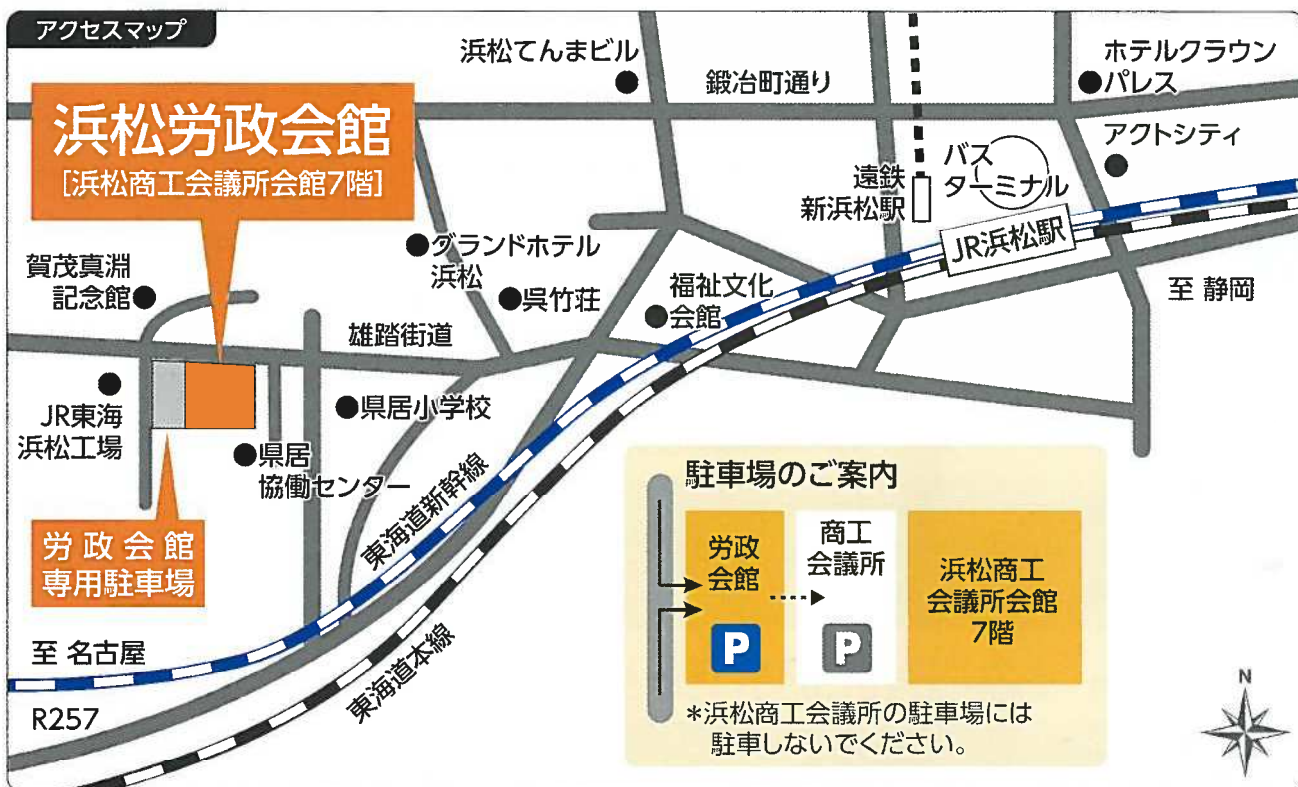 アクセスマップ
浜松労政会館
[浜松商工会議所会館7階]
浜松てんまビル
鍛冶町通り
ホテルクラウン
パレス
アクトシティ
バス
ターミナル
遠鉄
新浜松駅
JR浜松駅
至 静岡
グランドホテル
浜松
呉竹荘
福祉文化
会館
賀茂真淵
記念館
雄踏街道
JR東海
浜松工場
県居小学校
県居
協働センター
労政会館
専用駐車場
東海道新幹線
東海道本線
至 名古屋
R257
駐車場のご案内
労政
会館
P
商工
会議所
P
浜松商工
会議所会館
7階
*浜松商工会議所の駐車場には
駐車しないでください。
N